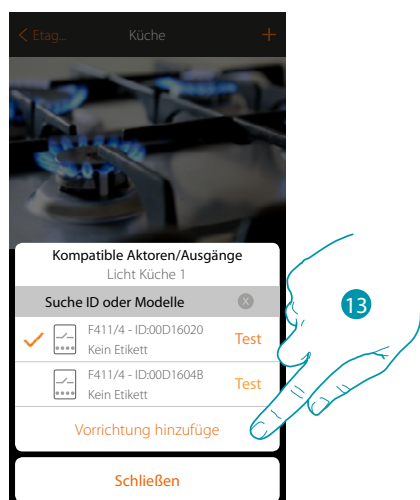 Etag...
Küche
+
Kompatible Aktoren/Ausgänge
Licht Küche 1
Suche ID oder Modelle
X
F411/4 - ID:00D16020
Kein Etikett
Test
F411/4 - ID:00D1604B
Kein Etikett
Test
Vorrichtung hinzufüge
Schließen
13